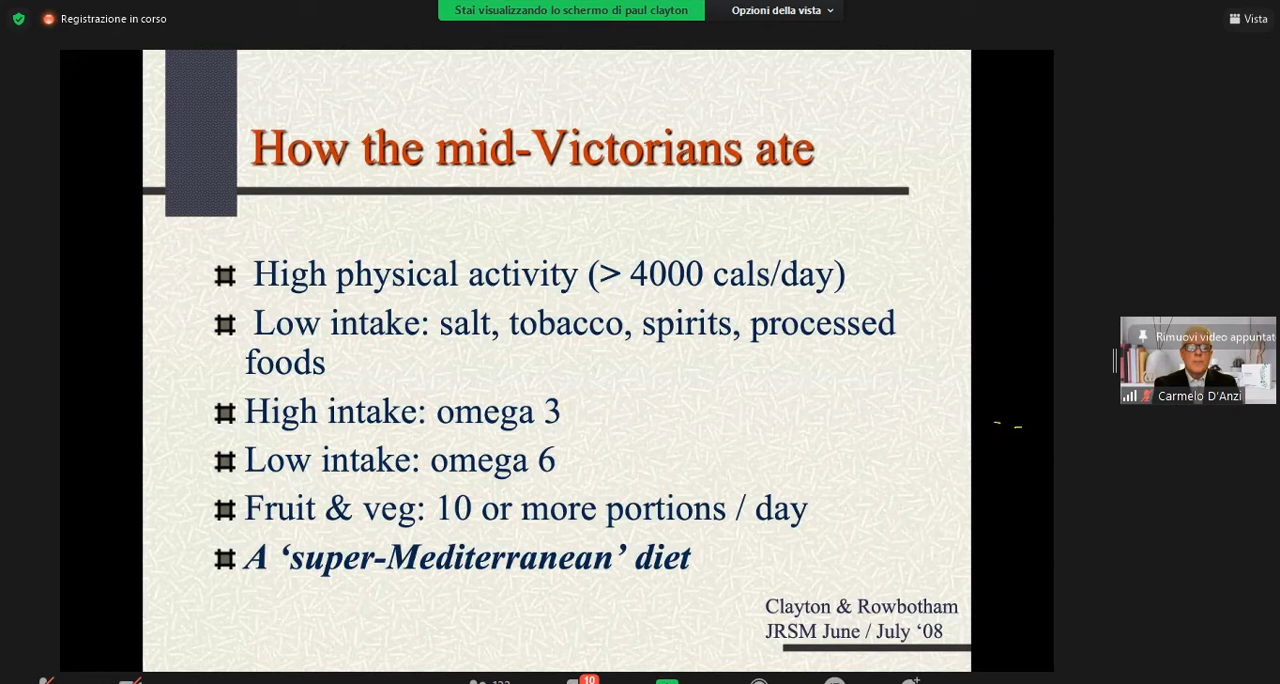 Registrazione in corso
Stai visualizzando lo schermo di paul clayton
Opzioni della vista
Vista
How the mid-Victorians ate
High physical activity (> 4000 cals/day)
Low intake: salt, tobacco, spirits, processed
foods
High intake: omega 3
Low intake: omega 6
Fruit & veg: 10 or more portions / day
A ‘super-Mediterranean’ diet
Clayton & Rowbotham
JRSM June / July ‘08
Rimuovi video appuntat
Carmelo D'Anzi
10